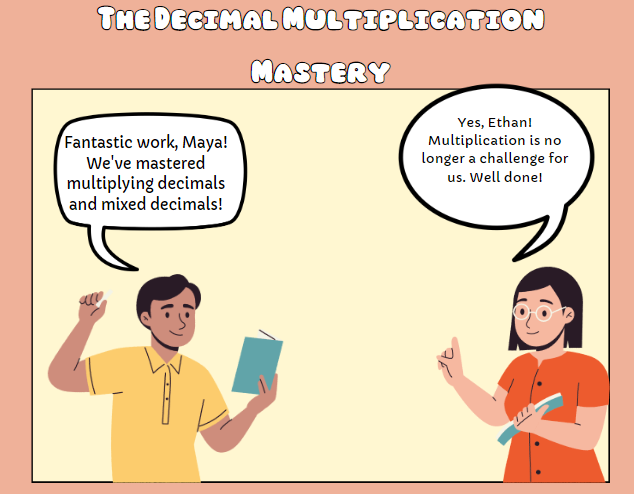 The Decimal Multiplication
Mastery
Fantastic work, Maya!
We've mastered
multiplying decimals
and mixed decimals!
Yes, Ethan!
Multiplication is no
longer a challenge for
us. Well done!